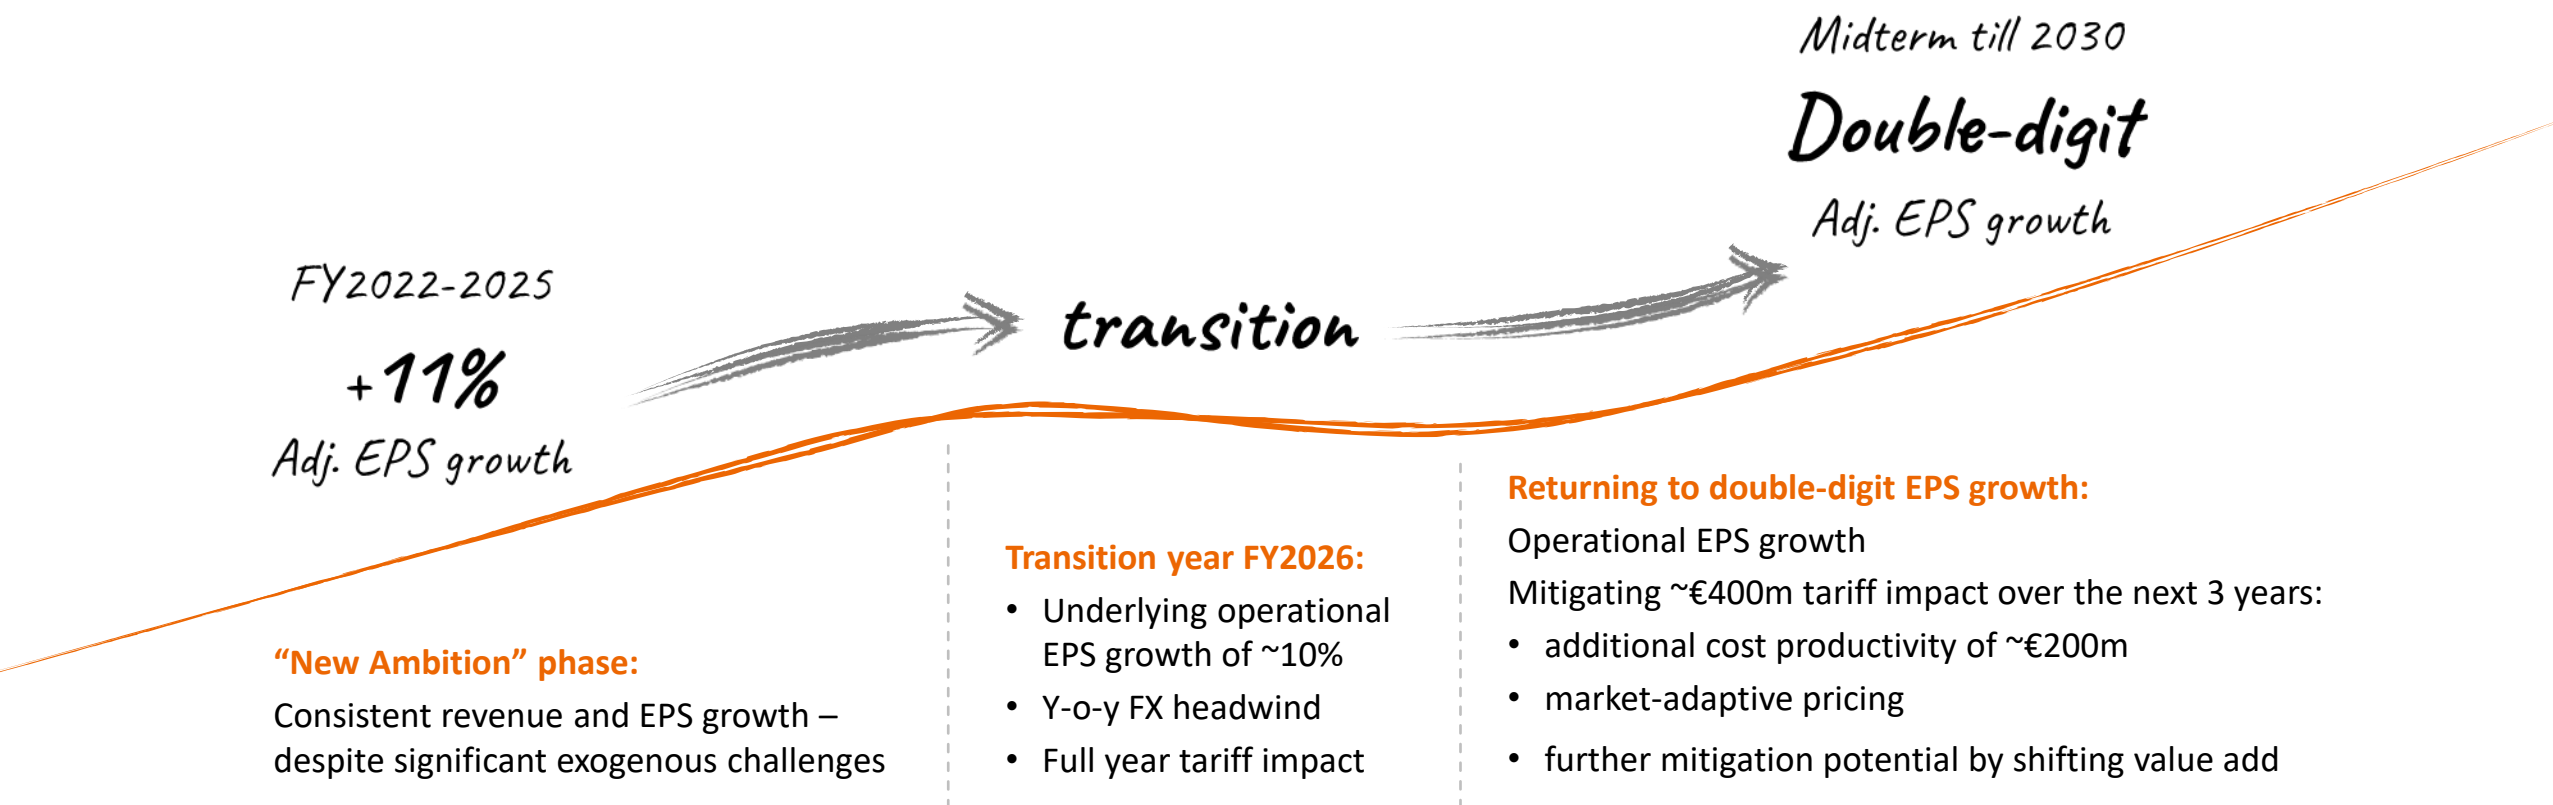 FY2022-2025
+11%
Adj. EPS growth
"New Ambition" phase:
Consistent revenue and EPS growth –
despite significant exogenous challenges
transition
Transition year FY2026:
• Underlying operational
EPS growth of ~10%
• Y-o-y FX headwind
• Full year tariff impact
Midterm till 2030
Double-digit
Adj. EPS growth
Returning to double-digit EPS growth:
Operational EPS growth
Mitigating ~€400m tariff impact over the next 3 years:
• additional cost productivity of ~€200m
• market-adaptive pricing
• further mitigation potential by shifting value add